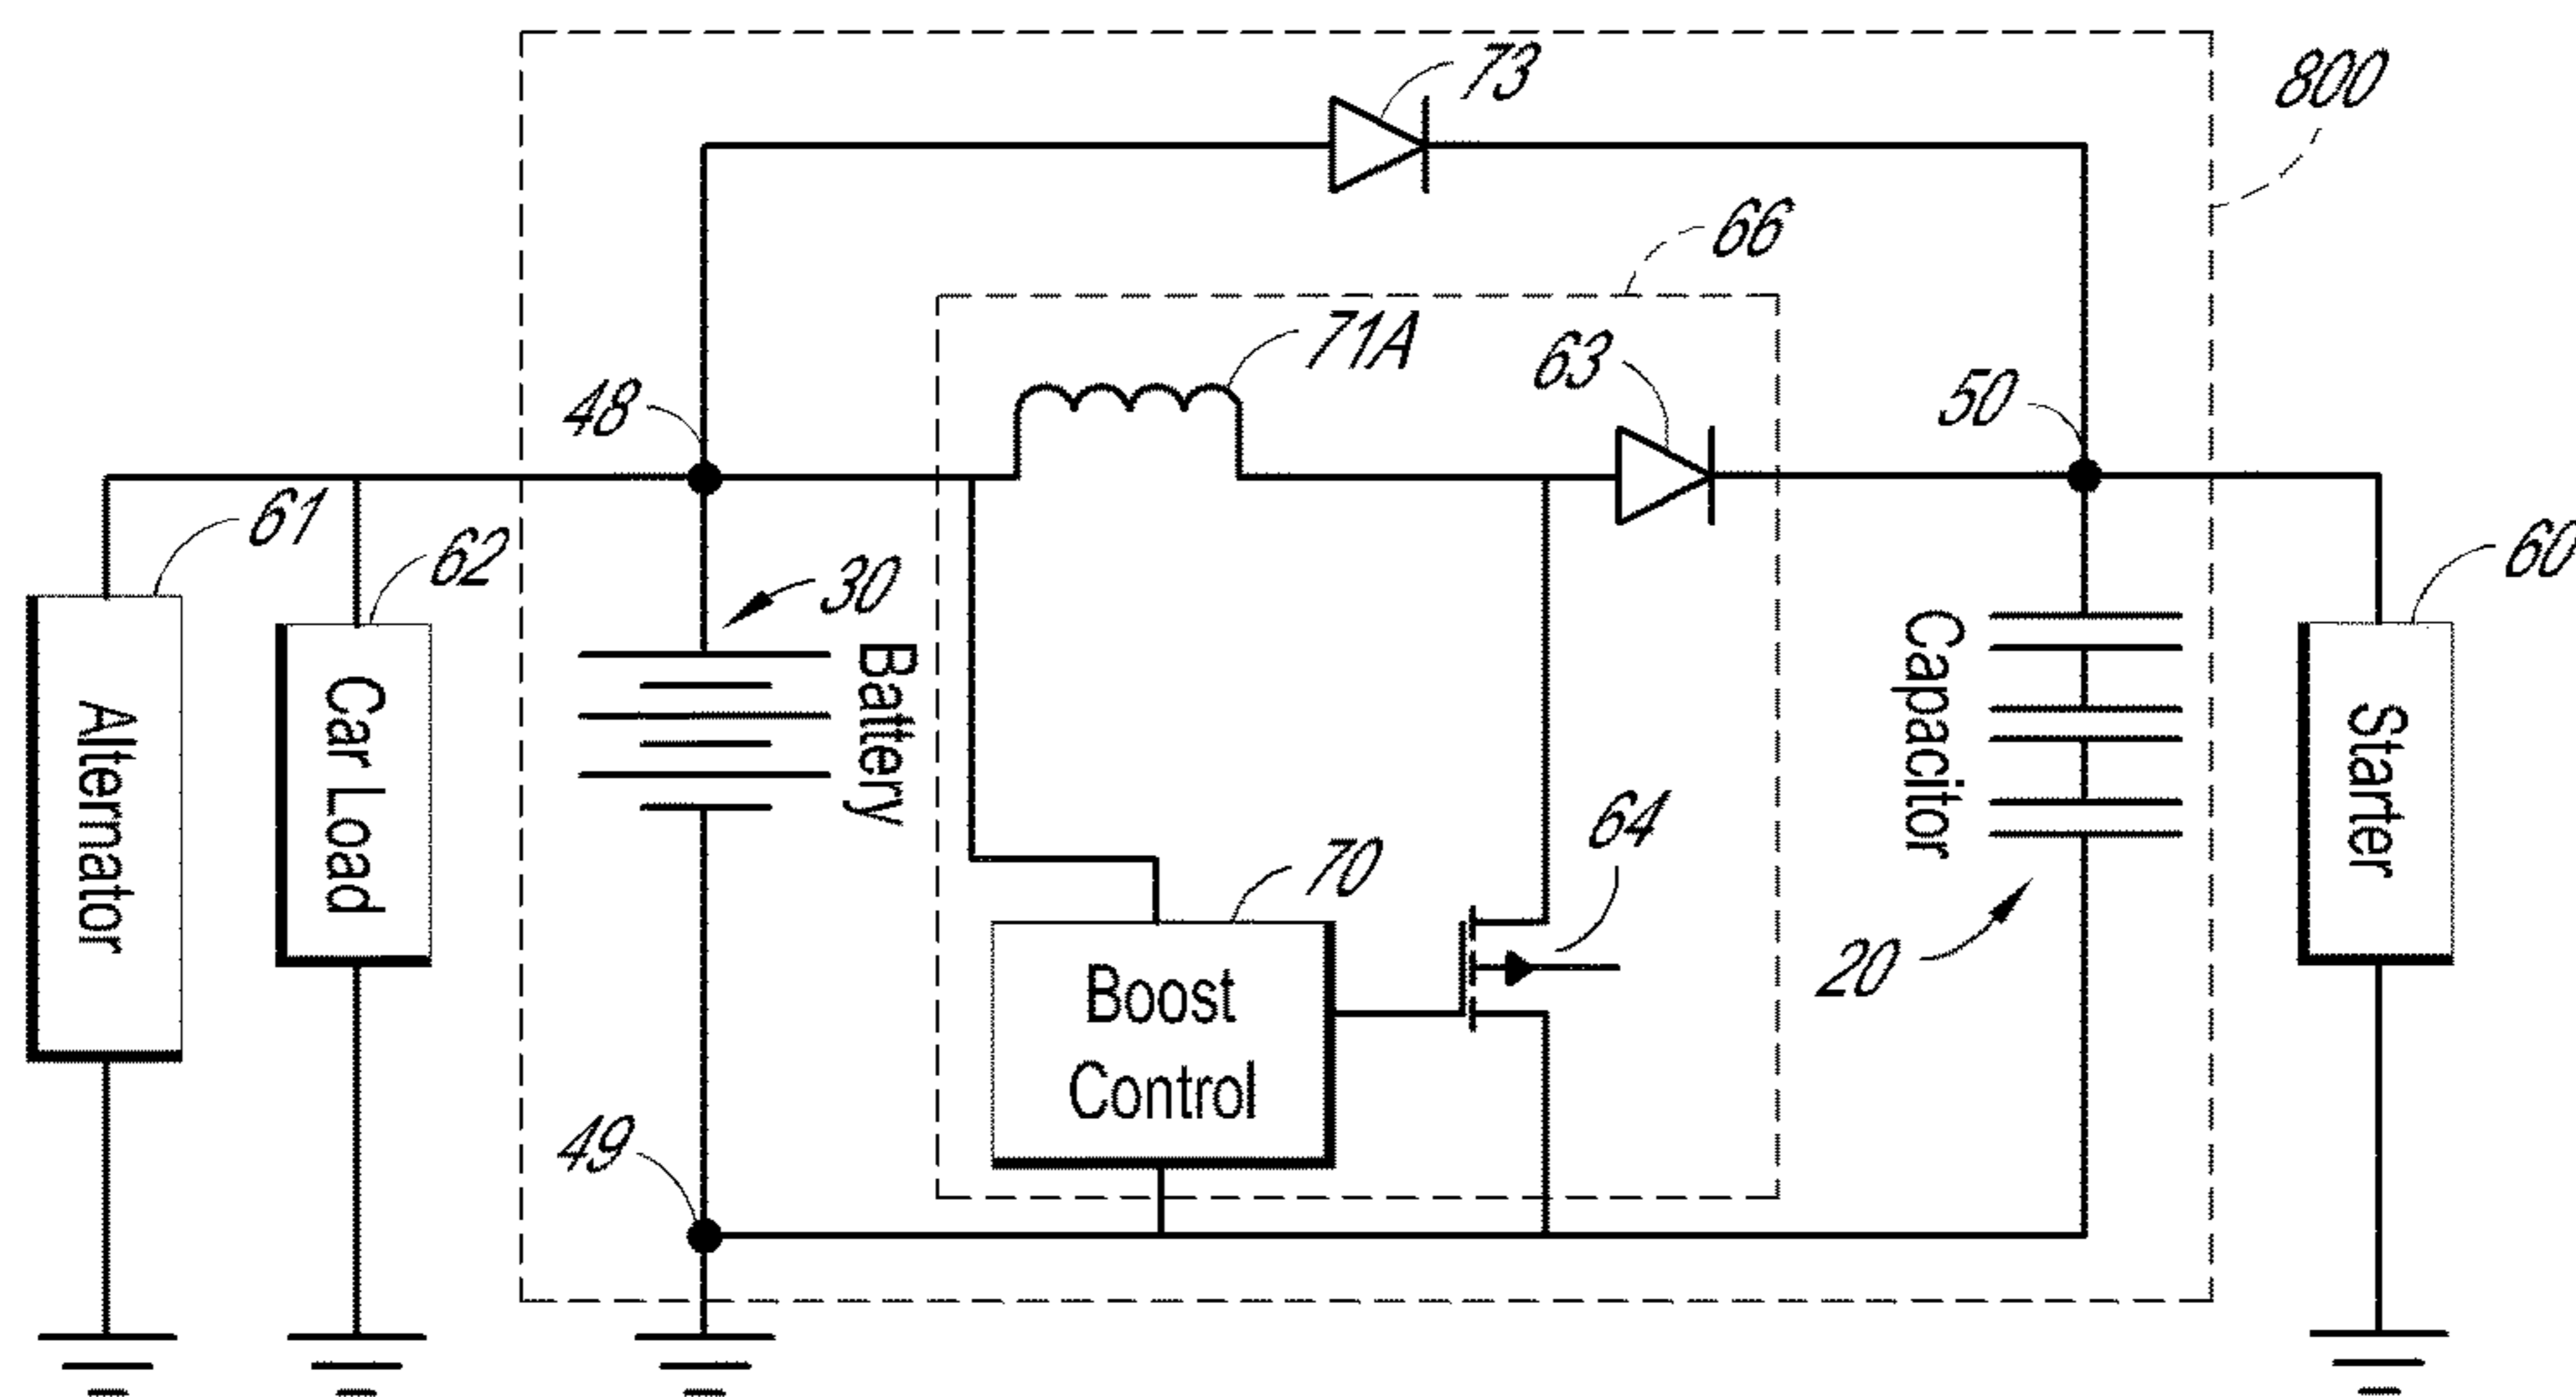 73
800
66
71A
63
48
50
61
62
30
60
Alternator
Car Load
Battery
Capacitor
Starter
64
70
Boost
Control
20
49